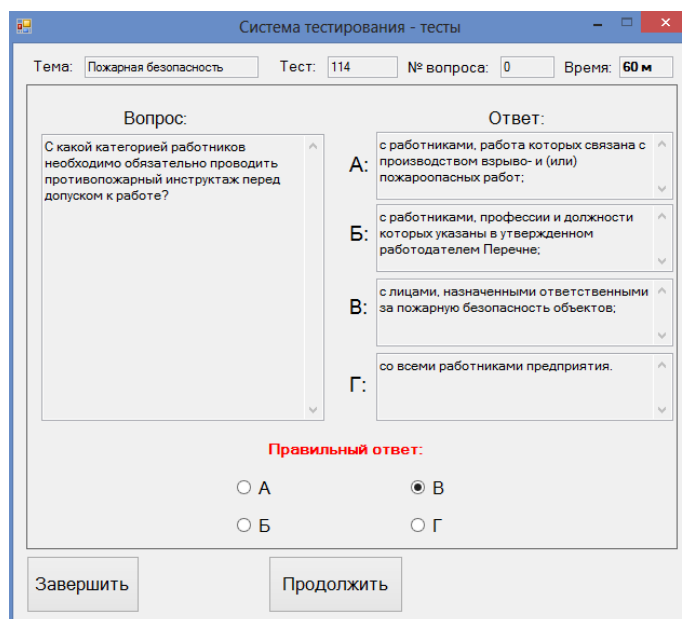 Система тестирования - тесты
Тема: Пожарная безопасность Тест: 114 № вопроса: 0 Время: 60 м
Вопрос:
С какой категорией работников
необходимо обязательно проводить
противопожарный инструктаж перед
допуском к работе?
Ответ:
А:
с работниками, работа которых связана с
производством взрыво- и (или)
пожароопасных работ;
Б:
с работниками, профессии и должности
которых указаны в утвержденном
работодателем Перечне;
В:
с лицами, назначенными ответственными
за пожарную безопасность объектов;
Г:
со всеми работниками предприятия.
Правильный ответ:
А В
Б Г
Завершить Продолжить